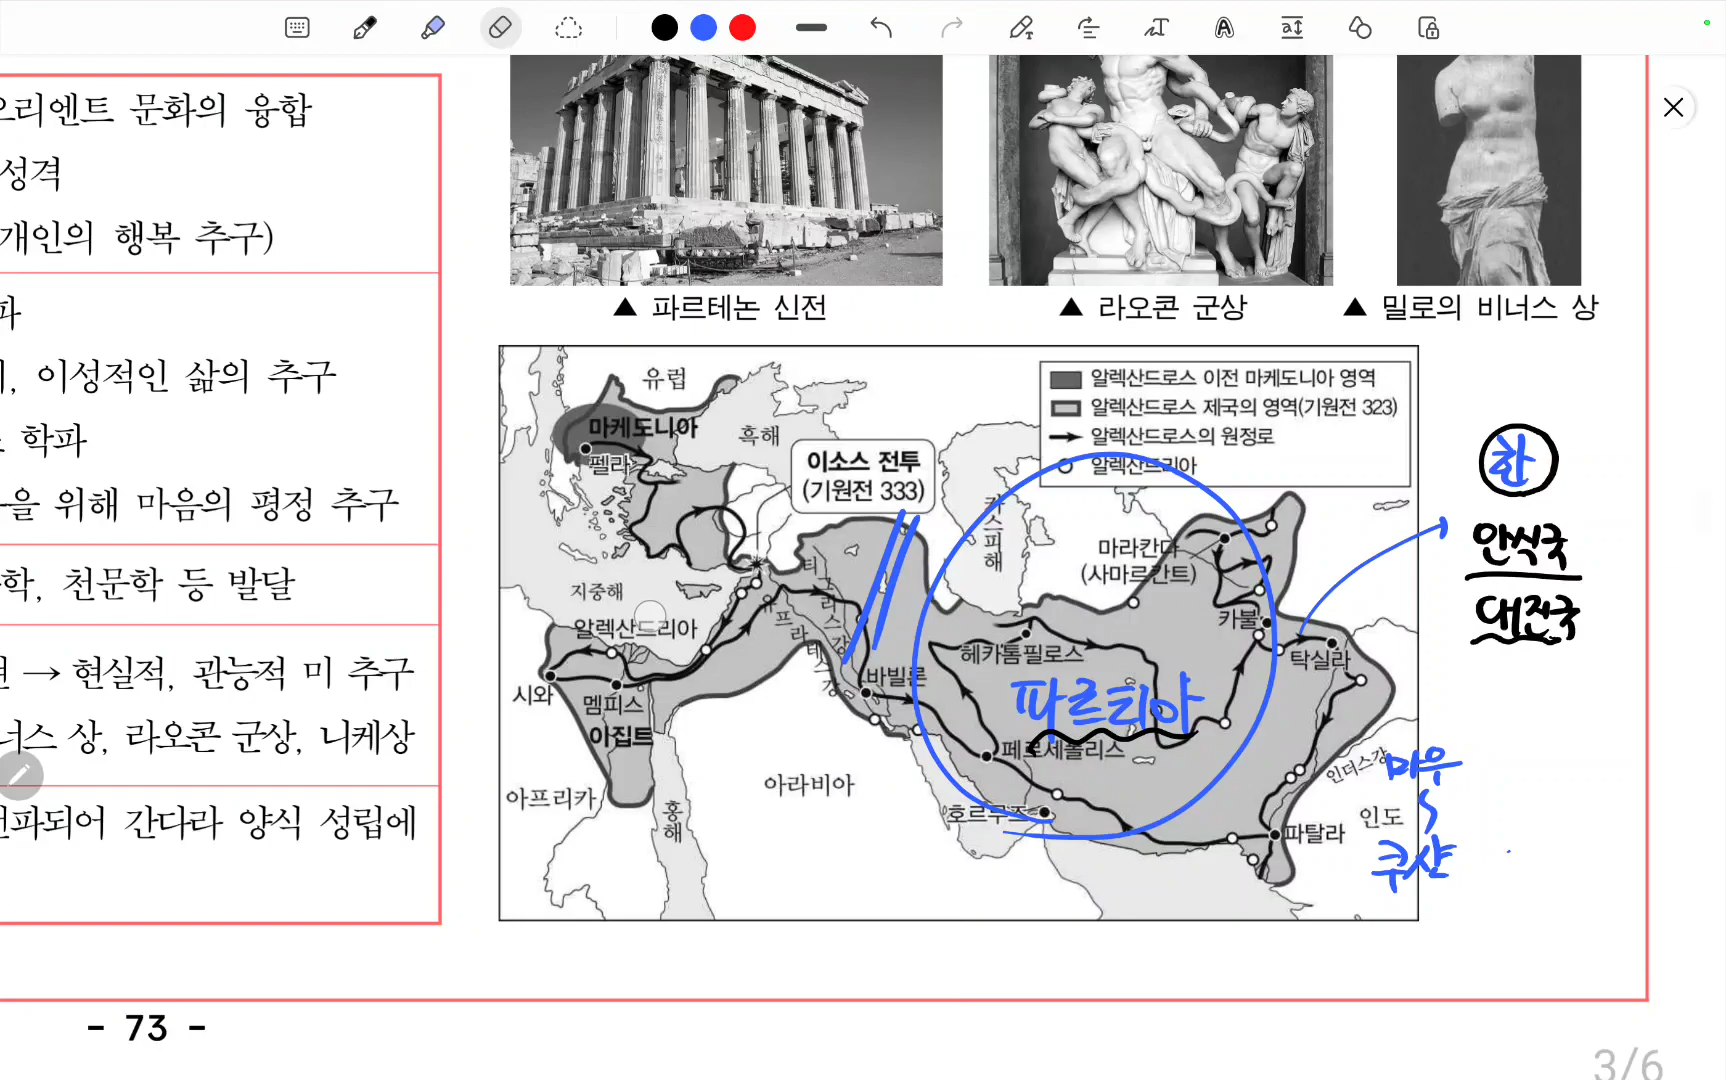 오리엔트 문화의 융합
성격
개인의 행복 추구)
파
, 이성적인 삶의 추구
학파
을 위해 마음의 평정 추구
학, 천문학 등 발달
현 → 현실적, 관능적 미 추구
너스 상, 라오콘 군상, 니케상
전파되어 간다라 양식 성립에
▲ 파르테논 신전
▲ 라오콘 군상
▲ 밀로의 비너스 상
유럽
마케도니아
펠라
흑해
이소스 전투
(기원전 333)
알렉산드로스 이전 마케도니아 영역
알렉산드로스 제국의 영역(기원전 323)
알렉산드로스의 원정로
알렉산드리아
카스피해
마라칸다
(사마르칸트)
지중해
알렉산드리아
티그리스강
유프라테스강
카불
탁실라
헤카톰필로스
시와
멤피스
이집트
바빌론
파르티아
페르세폴리스
아라비아
아프리카
홍해
호르무즈
인더스강
인도
파탈라
한
안식국
대진국
마우
쿠샨
- 73 -
3/6